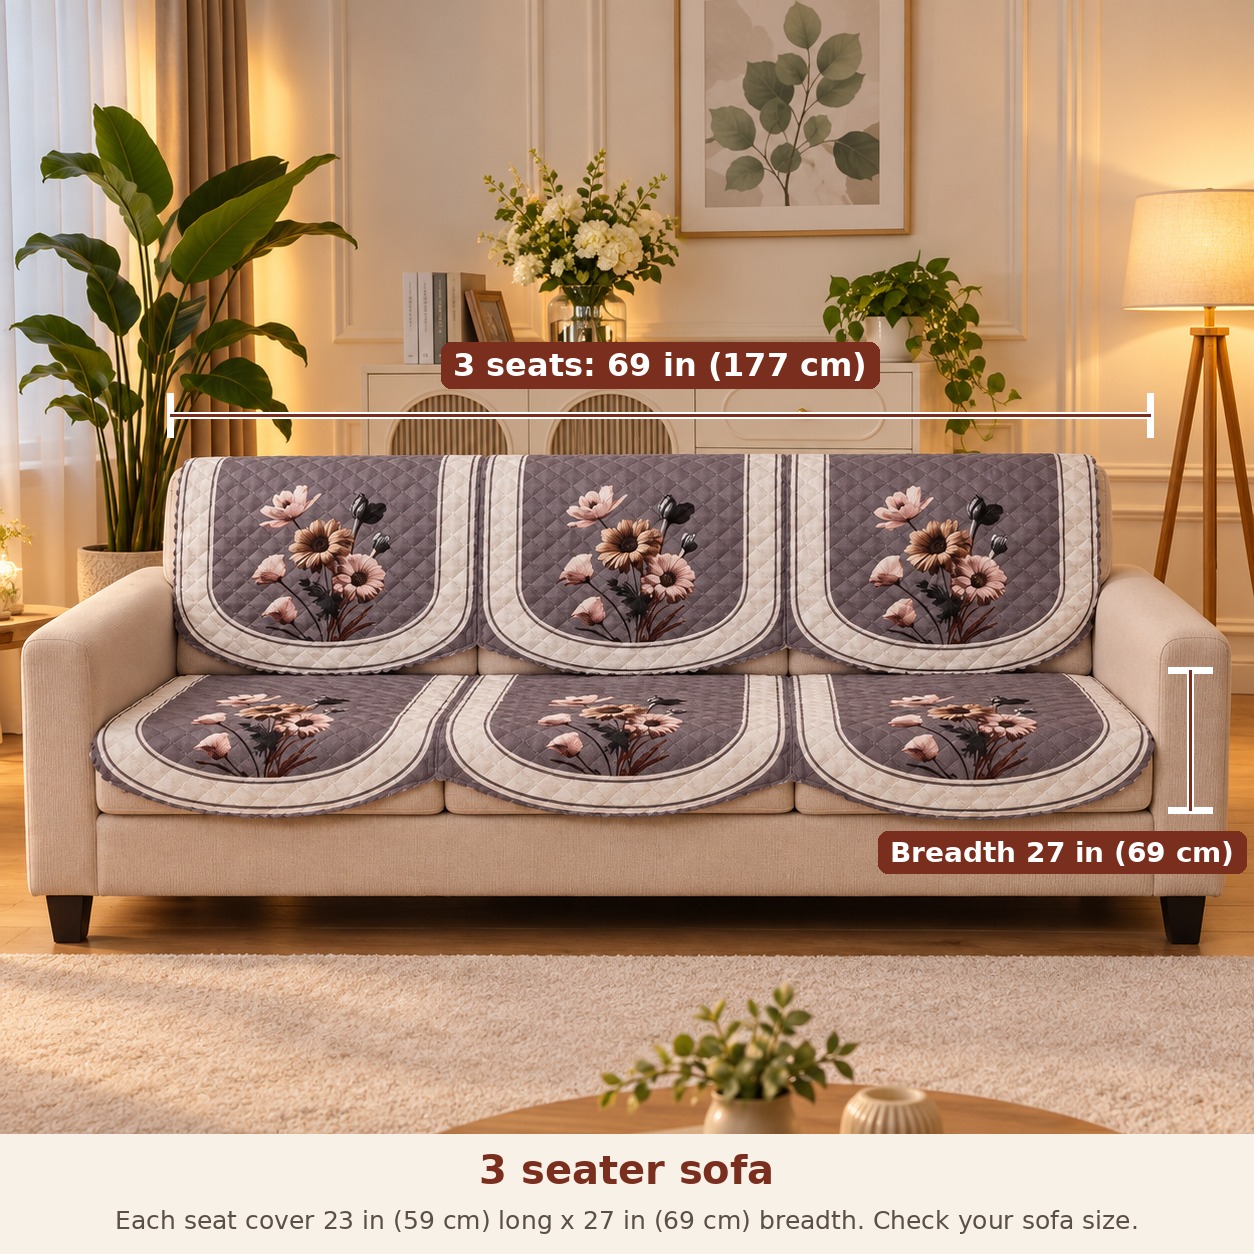 3 seats: 69 in (177 cm)
Breadth 27 in (69 cm)
3 seater sofa
Each seat cover 23 in (59 cm) long x 27 in (69 cm) breadth. Check your sofa size.